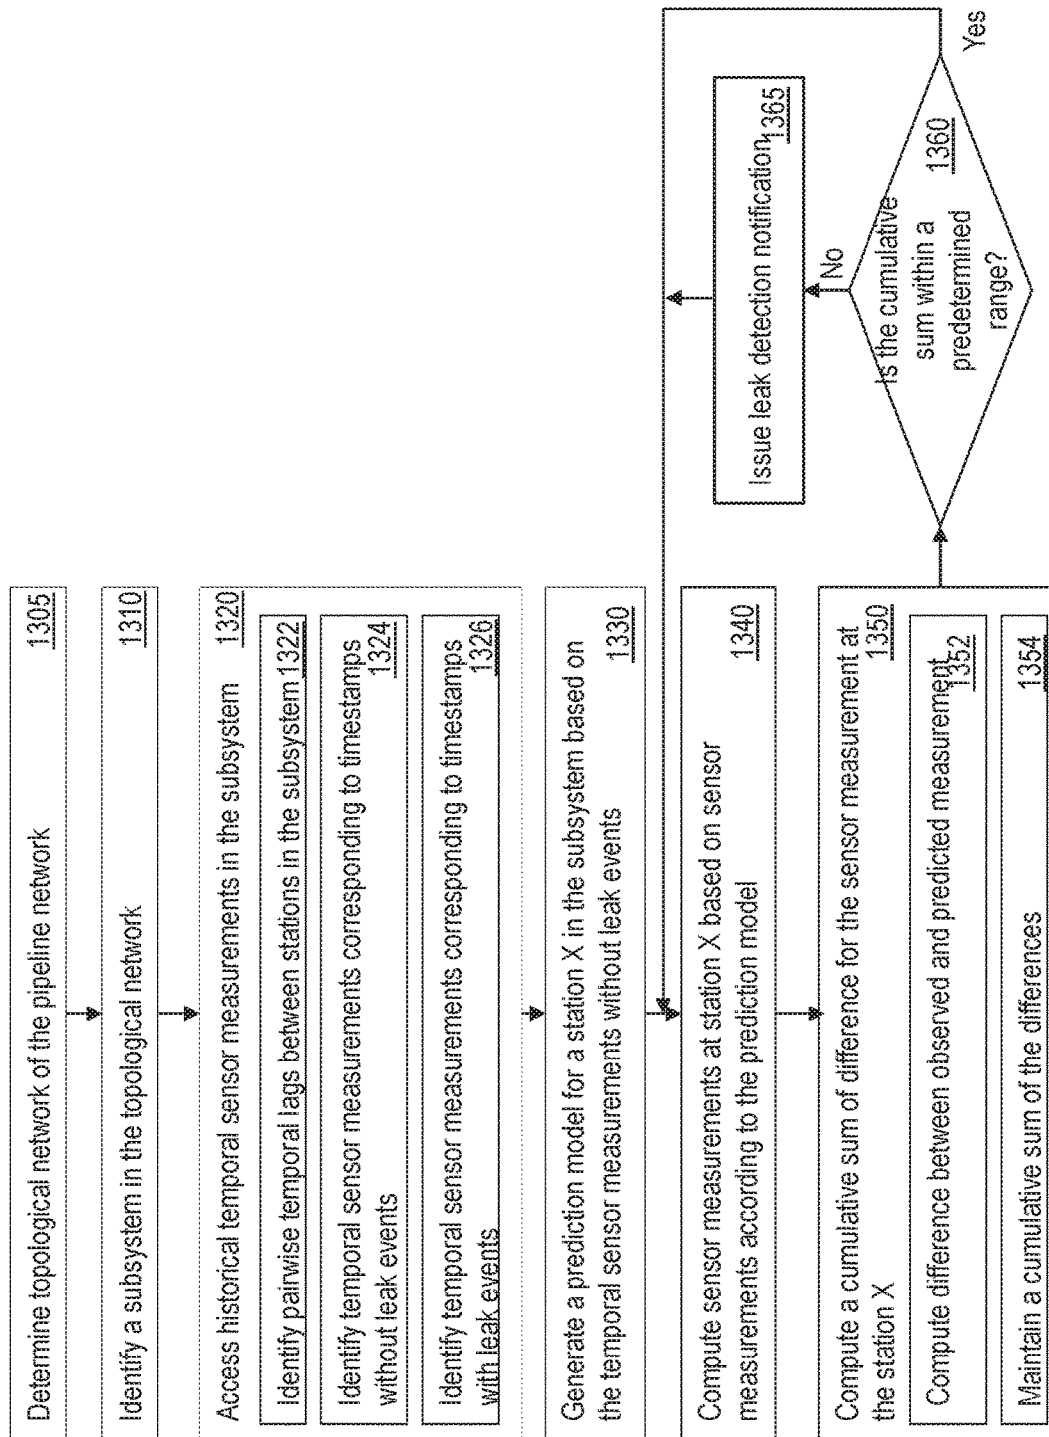 Determine topological network of the pipeline network 1305
Identify a subsystem in the topological network 1310
Access historical temporal sensor measurements in the subsystem 1320
Identify pairwise temporal lags between stations in the subsystem 1322
Identify temporal sensor measurements corresponding to timestamps
without leak events 1324
Identify temporal sensor measurements corresponding to timestamps
with leak events 1326
Generate a prediction model for a station X in the subsystem based on
the temporal sensor measurements without leak events 1330
Compute sensor measurements at station X based on sensor
measurements according to the prediction model 1340
Compute a cumulative sum of difference for the sensor measurement at
the station X 1350
Compute difference between observed and predicted measurement
1352
Maintain a cumulative sum of the differences 1354
Is the cumulative
sum within a 1360
predetermined
range?
No
Yes
Issue leak detection notification
1365